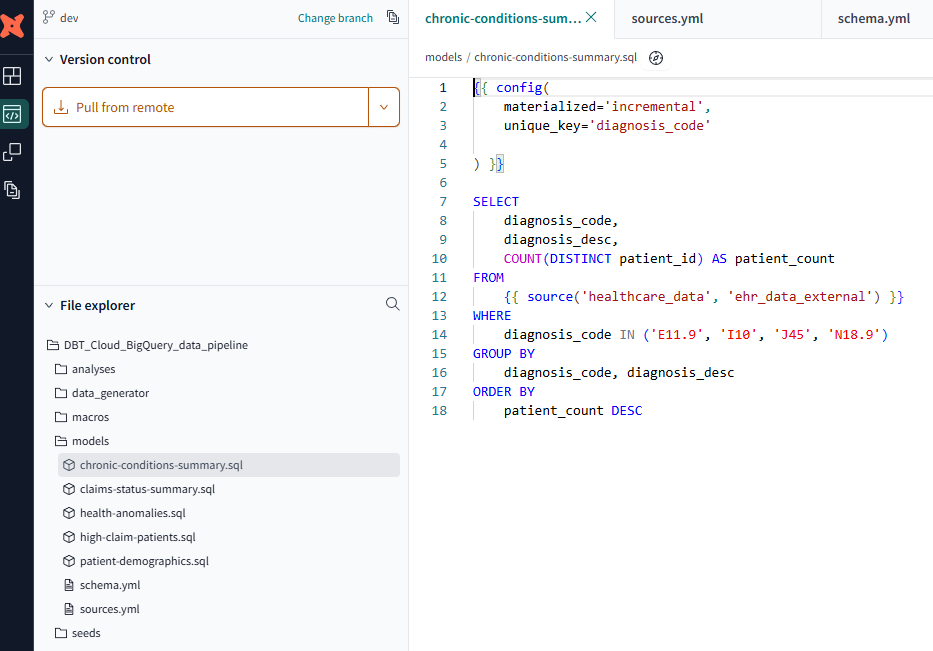 dev
Change branch
Version control
Pull from remote
File explorer
DBT_Cloud_BigQuery_data_pipeline
analyses
data_generator
macros
models
chronic-conditions-summary.sql
claims-status-summary.sql
health-anomalies.sql
high-claim-patients.sql
patient-demographics.sql
schema.yml
sources.yml
seeds
chronic-conditions-sum...
sources.yml
schema.yml
models / chronic-conditions-summary.sql
1 {{ config(
2     materialized='incremental',
3     unique_key='diagnosis_code'
4
5 ) }}
6
7 SELECT
8     diagnosis_code,
9     diagnosis_desc,
10     COUNT(DISTINCT patient_id) AS patient_count
11 FROM
12     {{ source('healthcare_data', 'ehr_data_external') }}
13 WHERE
14     diagnosis_code IN ('E11.9', 'I10', 'J45', 'N18.9')
15 GROUP BY
16     diagnosis_code, diagnosis_desc
17 ORDER BY
18     patient_count DESC